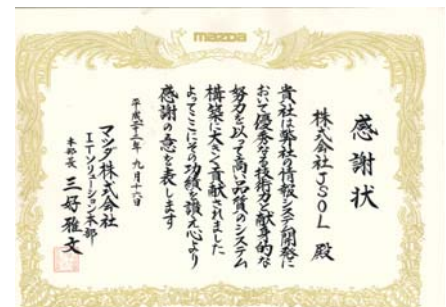 mazDa
感謝状
株式会社JSOL 殿
貴社は弊社の情報システム開発に
おいて優秀なる技術力と献身的な
努力を以って高品質のシステム
構築に大きく貢献されました
よってここにその功績を讃え心より
感謝の意を表します
平成二十三年 九月十六日
マツダ株式会社
ITソリューション本部
本部長 三好雅文